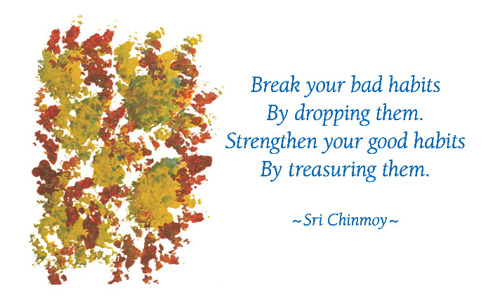 Break your bad habits
By dropping them.
Strengthen your good habits
By treasuring them.
~Sri Chinmoy~